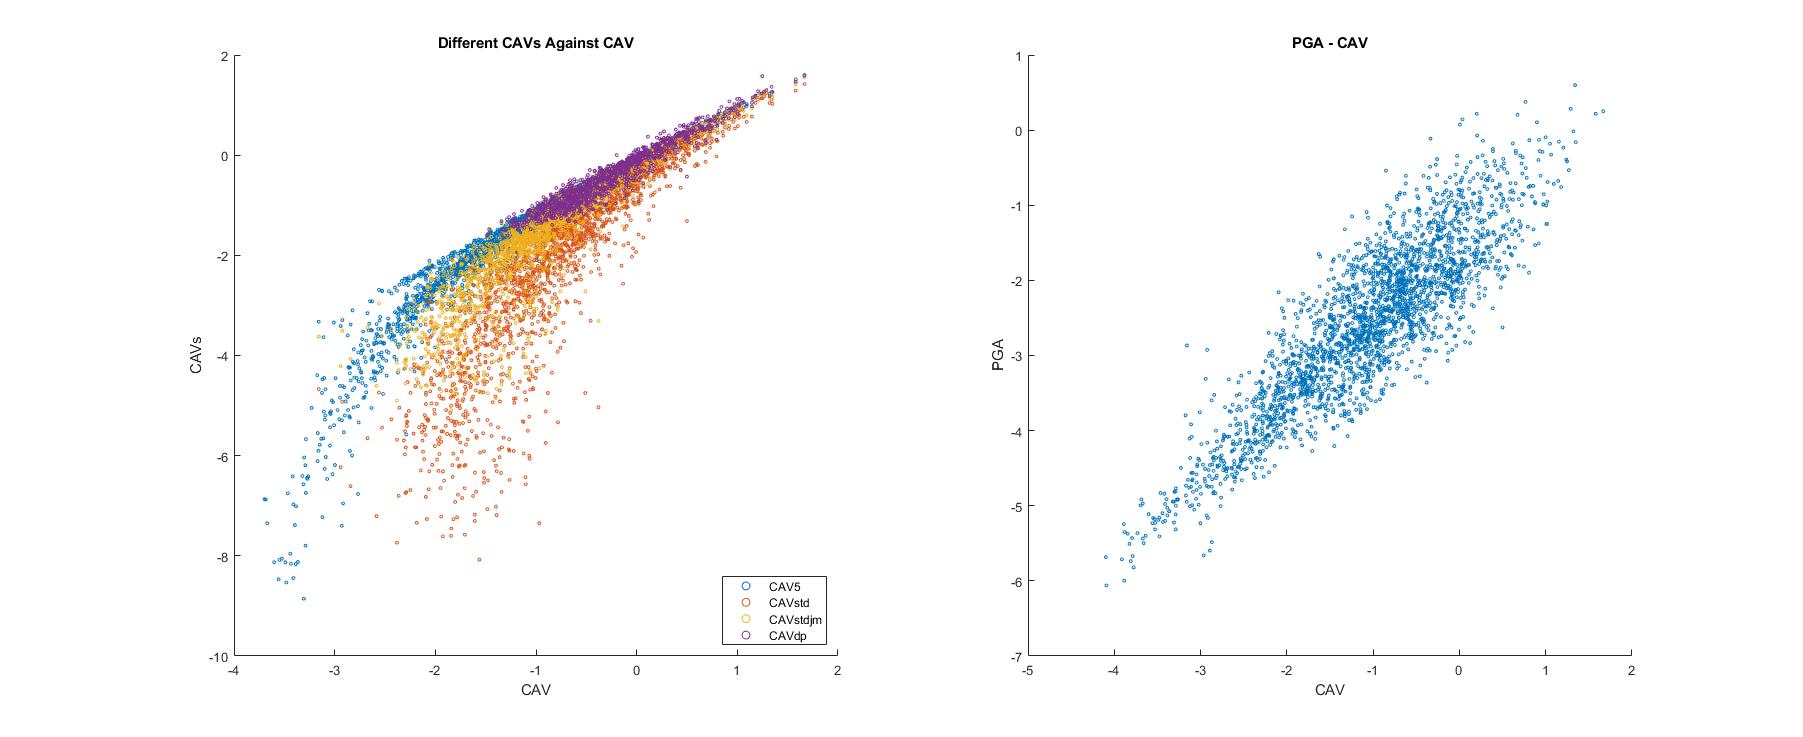 Different CAVs Against CAV
2
0
-2
-4
-6
-8
-10
CAVs
-4 -3 -2 -1 0 1 2
CAV
CAV5
CAVstd
CAVstdjm
CAVdp
PGA - CAV
1
0
-1
-2
-3
-4
-5
-6
-7
PGA
-5 -4 -3 -2 -1 0 1 2
CAV